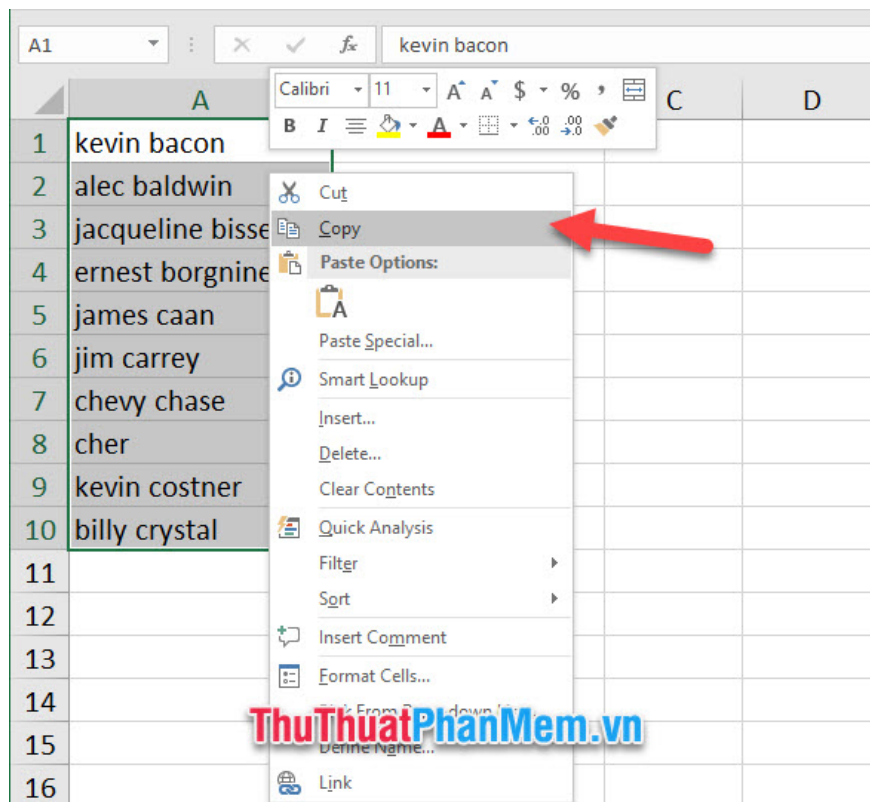 A1 fx kevin bacon
Calibri 11 A A $ % ,
B I A .0 .00 .00 .0
A C D
1 kevin bacon
2 alec baldwin
3 jacqueline bisse
4 ernest borgnine
5 james caan
6 jim carrey
7 chevy chase
8 cher
9 kevin costner
10 billy crystal
11
12
13
14
15
16
Cut
Copy
Paste Options:
A
Paste Special...
Smart Lookup
Insert...
Delete...
Clear Contents
Quick Analysis
Filter
Sort
Insert Comment
Format Cells...
ThuThuatPhanMem.vn
Define Name...
Link